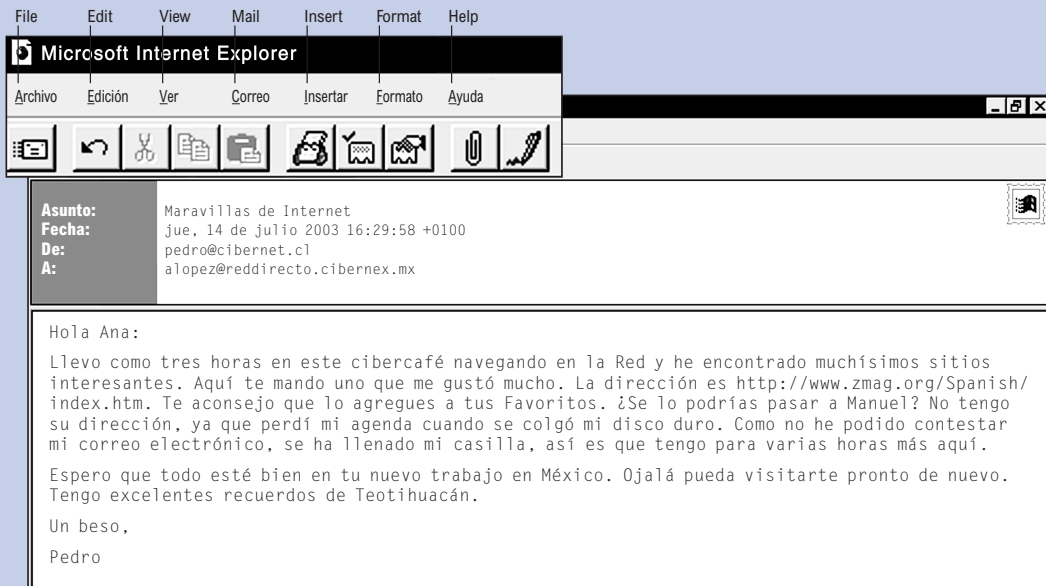 File Edit View Mail Insert Format Help
Microsoft Internet Explorer
Archivo Edición Ver Correo Insertar Formato Ayuda
Asunto: Maravillas de Internet
Fecha: jue, 14 de julio 2003 16:29:58 +0100
De: pedro@cibernet.cl
A: alopez@reddirecto.cibernex.mx
Hola Ana:
Llevo como tres horas en este cibercafé navegando en la Red y he encontrado muchísimos sitios
interesantes. Aquí te mando uno que me gustó mucho. La dirección es http://www.zmag.org/Spanish/
index.htm. Te aconsejo que lo agregues a tus Favoritos. ¿Se lo podrías pasar a Manuel? No tengo
su dirección, ya que perdí mi agenda cuando se colgó mi disco duro. Como no he podido contestar
mi correo electrónico, se ha llenado mi casilla, así es que tengo para varias horas más aquí.
Espero que todo esté bien en tu nuevo trabajo en México. Ojalá pueda visitarte pronto de nuevo.
Tengo excelentes recuerdos de Teotihuacán.
Un beso,
Pedro